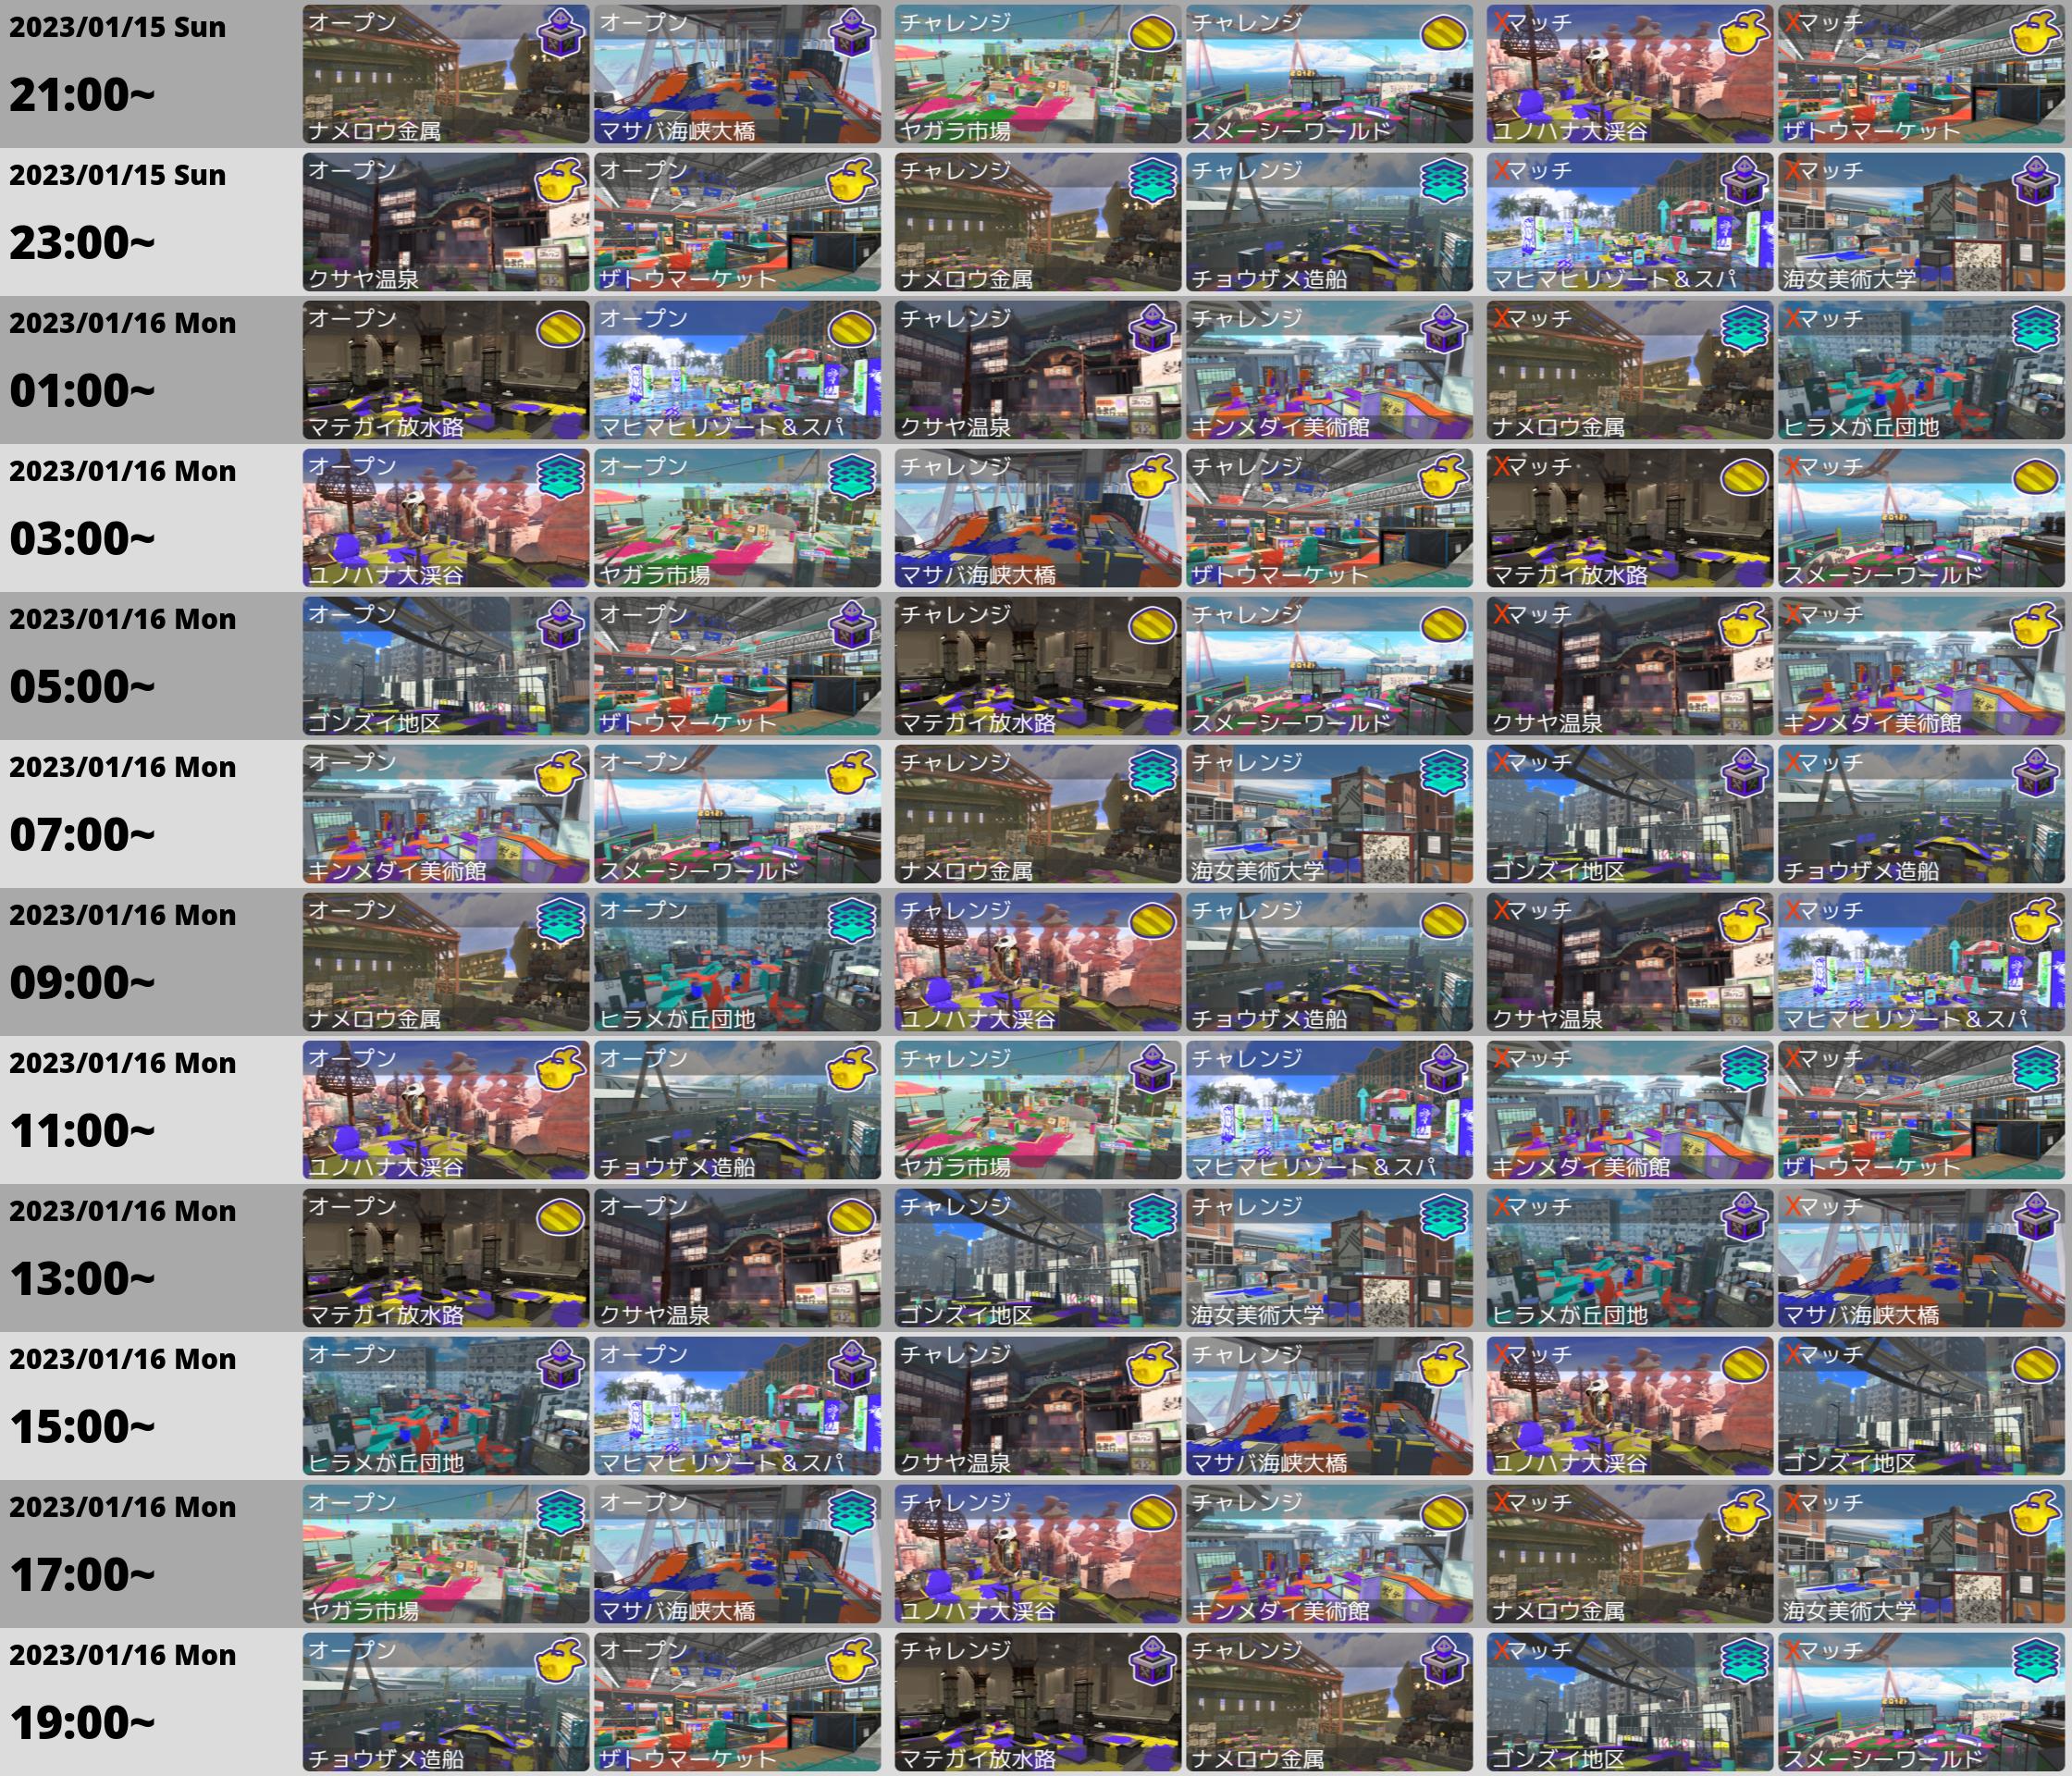 2023/01/15 Sun
21:00~
オープン
ナメロウ金属
オープン
マサバ海峡大橋
チャレンジ
ヤガラ市場
チャレンジ
スメーシーワールド
Xマッチ
ユノハナ大渓谷
Xマッチ
ザトウマーケット
2023/01/15 Sun
23:00~
オープン
クサヤ温泉
オープン
ザトウマーケット
チャレンジ
ナメロウ金属
チャレンジ
チョウザメ造船
Xマッチ
マヒマヒリゾート＆スパ
Xマッチ
海女美術大学
2023/01/16 Mon
01:00~
オープン
マテガイ放水路
オープン
マヒマヒリゾート＆スパ
チャレンジ
クサヤ温泉
チャレンジ
キンメダイ美術館
Xマッチ
ナメロウ金属
Xマッチ
ヒラメが丘団地
2023/01/16 Mon
03:00~
オープン
ユノハナ大渓谷
オープン
ヤガラ市場
チャレンジ
マサバ海峡大橋
チャレンジ
ザトウマーケット
Xマッチ
マテガイ放水路
Xマッチ
スメーシーワールド
2023/01/16 Mon
05:00~
オープン
ゴンズイ地区
オープン
ザトウマーケット
チャレンジ
マテガイ放水路
チャレンジ
スメーシーワールド
Xマッチ
クサヤ温泉
Xマッチ
キンメダイ美術館
2023/01/16 Mon
07:00~
オープン
キンメダイ美術館
オープン
スメーシーワールド
チャレンジ
ナメロウ金属
チャレンジ
海女美術大学
Xマッチ
ゴンズイ地区
Xマッチ
チョウザメ造船
2023/01/16 Mon
09:00~
オープン
ナメロウ金属
オープン
ヒラメが丘団地
チャレンジ
ユノハナ大渓谷
チャレンジ
チョウザメ造船
Xマッチ
クサヤ温泉
Xマッチ
マヒマヒリゾート＆スパ
2023/01/16 Mon
11:00~
オープン
ユノハナ大渓谷
オープン
チョウザメ造船
チャレンジ
ヤガラ市場
チャレンジ
マヒマヒリゾート＆スパ
Xマッチ
キンメダイ美術館
Xマッチ
ザトウマーケット
2023/01/16 Mon
13:00~
オープン
マテガイ放水路
オープン
クサヤ温泉
チャレンジ
ゴンズイ地区
チャレンジ
海女美術大学
Xマッチ
ヒラメが丘団地
Xマッチ
マサバ海峡大橋
2023/01/16 Mon
15:00~
オープン
ヒラメが丘団地
オープン
マヒマヒリゾート＆スパ
チャレンジ
クサヤ温泉
チャレンジ
マサバ海峡大橋
Xマッチ
ユノハナ大渓谷
Xマッチ
ゴンズイ地区
2023/01/16 Mon
17:00~
オープン
ヤガラ市場
オープン
マサバ海峡大橋
チャレンジ
ユノハナ大渓谷
チャレンジ
キンメダイ美術館
Xマッチ
ナメロウ金属
Xマッチ
海女美術大学
2023/01/16 Mon
19:00~
オープン
チョウザメ造船
オープン
ザトウマーケット
チャレンジ
マテガイ放水路
チャレンジ
ナメロウ金属
Xマッチ
ゴンズイ地区
Xマッチ
スメーシーワールド